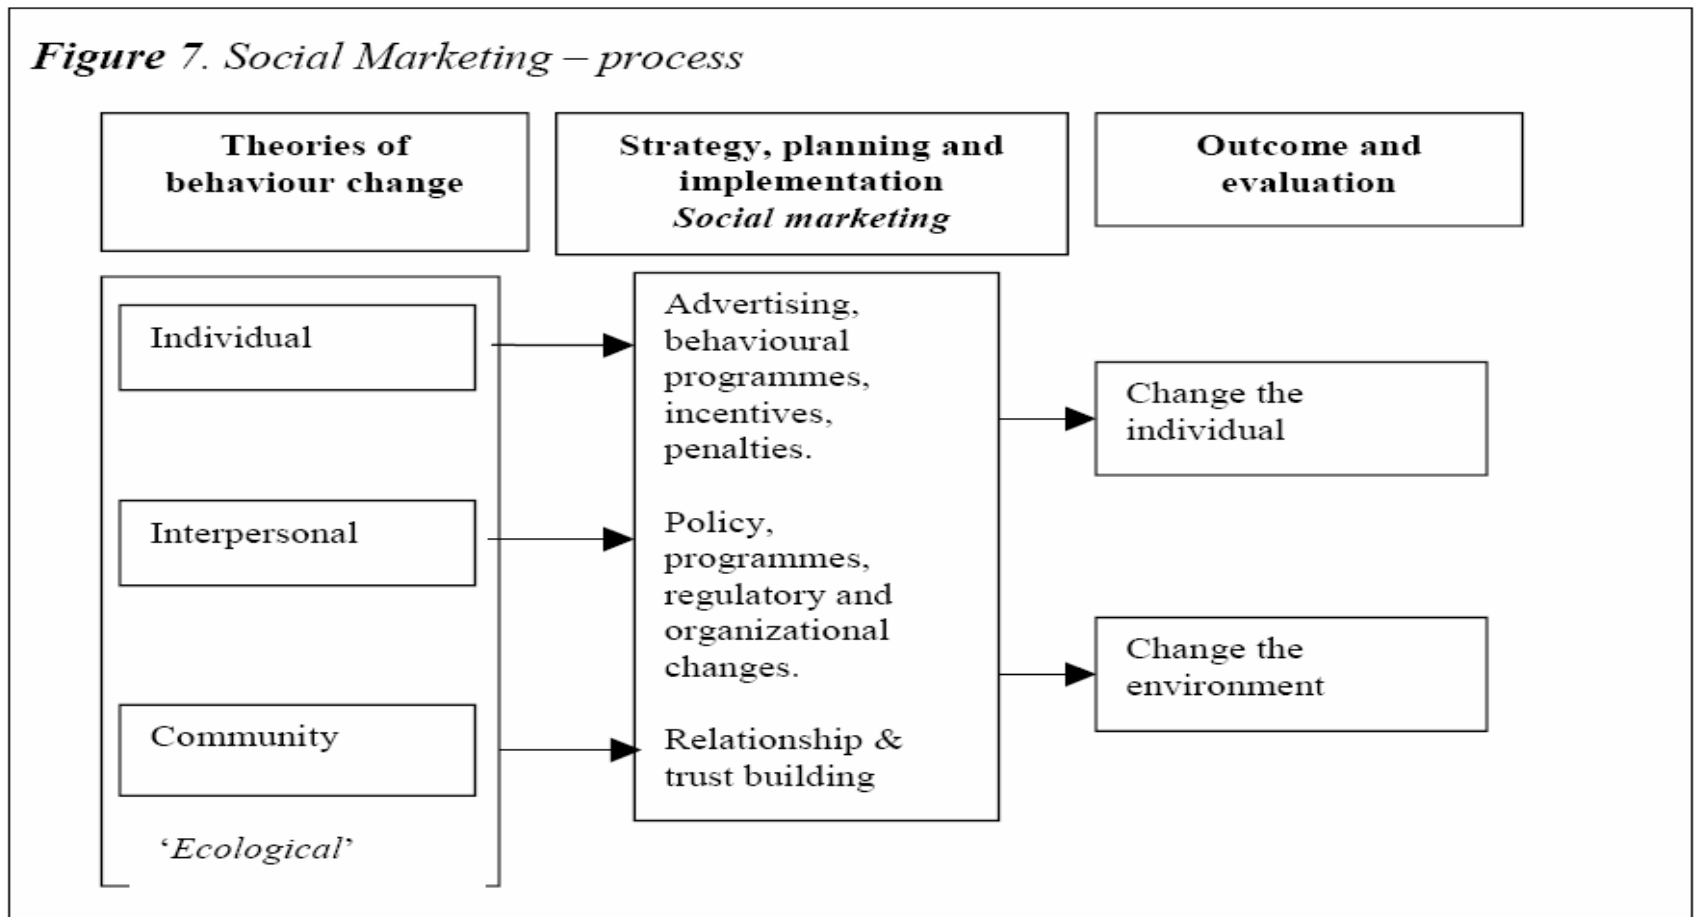 Figure 7. Social Marketing – process
Theories of
behaviour change
Strategy, planning and
implementation
Social marketing
Outcome and
evaluation
Individual
Interpersonal
Community
‘Ecological’
Advertising,
behavioural
programmes,
incentives,
penalties.
Policy,
programmes,
regulatory and
organizational
changes.
Relationship &
trust building
Change the
individual
Change the
environment